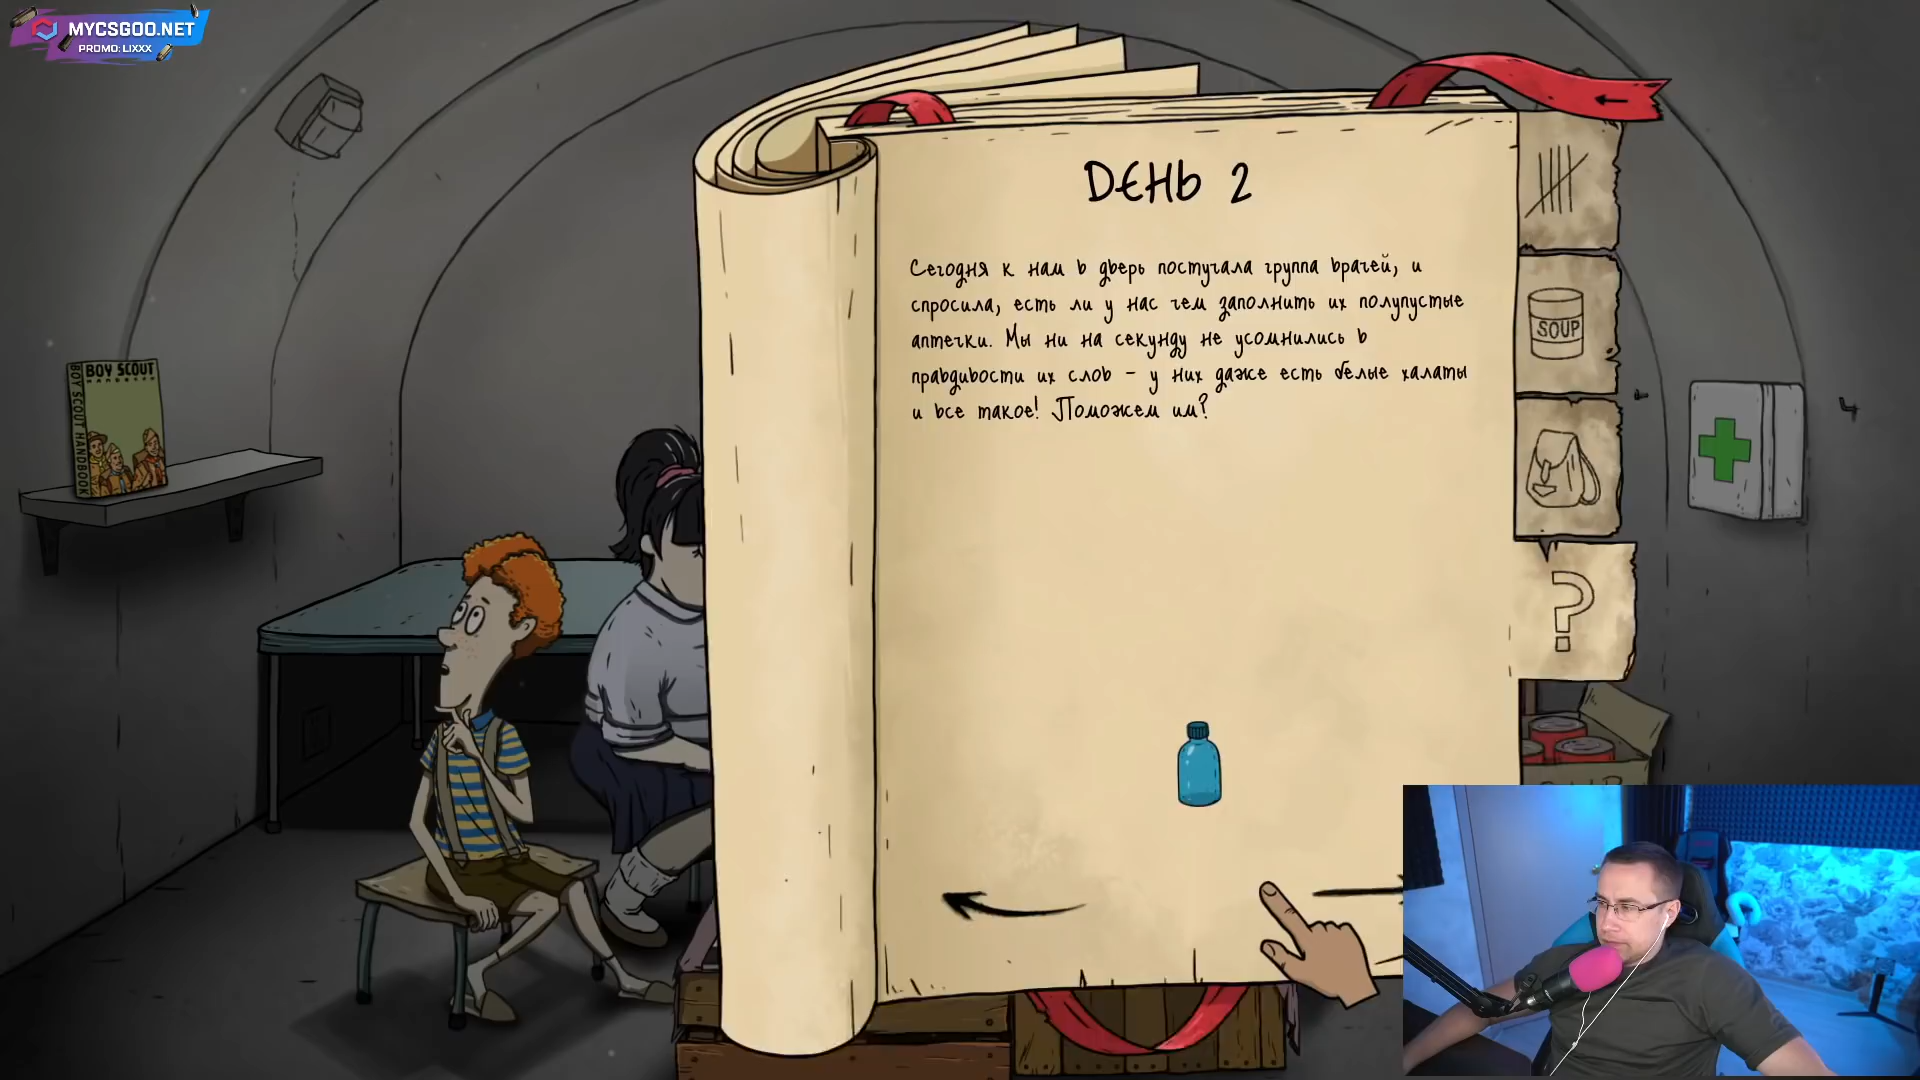 MYCSGOO.NET
PROMO: LIXXX
ДЕНЬ 2
Сегодня к нам в дверь постучала группа врачей, и
спросила, есть ли у нас чем заполнить их полупустые
аптечки. Мы ни на секунду не усомнились в
правдивости их слов - у них даже есть белые халаты
и все такое! Поможем им?
SOUP
BOY SCOUT
HANDBOOK
BOY SCOUT HANDBOOK